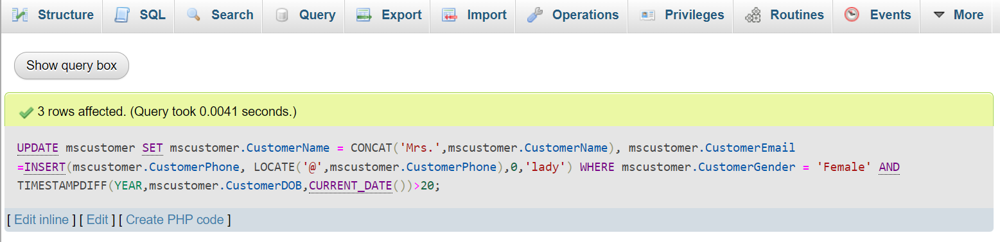 Structure SQL Search Query Export Import Operations Privileges Routines Events More
Show query box
3 rows affected. (Query took 0.0041 seconds.)
UPDATE mscustomer SET mscustomer.CustomerName = CONCAT('Mrs.',mscustomer.CustomerName), mscustomer.CustomerEmail
=INSERT(mscustomer.CustomerPhone, LOCATE('@',mscustomer.CustomerPhone),0,'lady') WHERE mscustomer.CustomerGender = 'Female' AND
TIMESTAMPDIFF(YEAR,mscustomer.CustomerDOB,CURRENT_DATE())>20;
[ Edit inline ] [ Edit ] [ Create PHP code ]